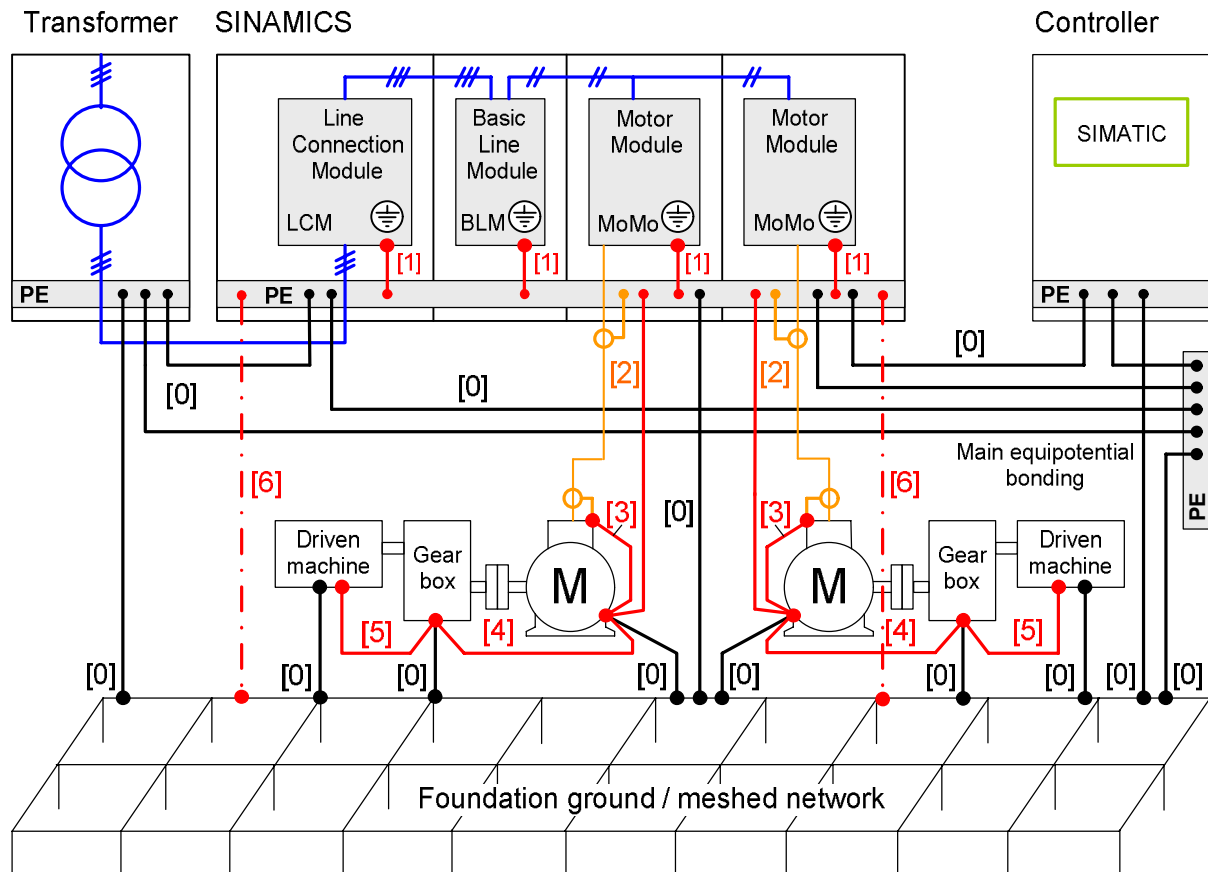 Transformer
SINAMICS
Controller
Line
Connection
Module
LCM
Basic
Line
Module
BLM
Motor
Module
MoMo
Motor
Module
MoMo
SIMATIC
[1]
[1]
[1]
[1]
PE
PE
PE
[0]
[0]
[2]
[2]
[0]
Main equipotential
bonding
PE
[6]
[0]
[6]
[3]
[3]
Driven
machine
Gear
box
M
M
Gear
box
Driven
machine
[5]
[4]
[4]
[5]
[0]
[0]
[0]
[0]
[0]
[0]
[0]
[0]
[0]
Foundation ground / meshed network